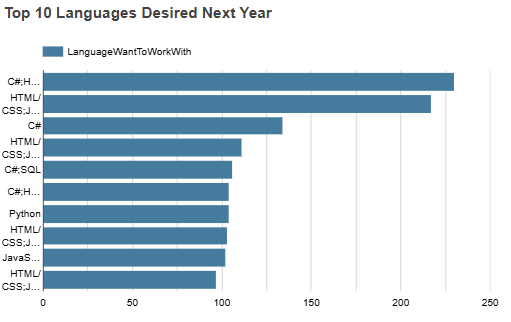 Top 10 Languages Desired Next Year
LanguageWantToWorkWith
C#;H...
HTML/
CSS;J...
C#
HTML/
CSS;J...
C#;SQL
C#;H...
Python
HTML/
CSS;J...
JavaS...
HTML/
CSS;J...
0 50 100 150 200 250